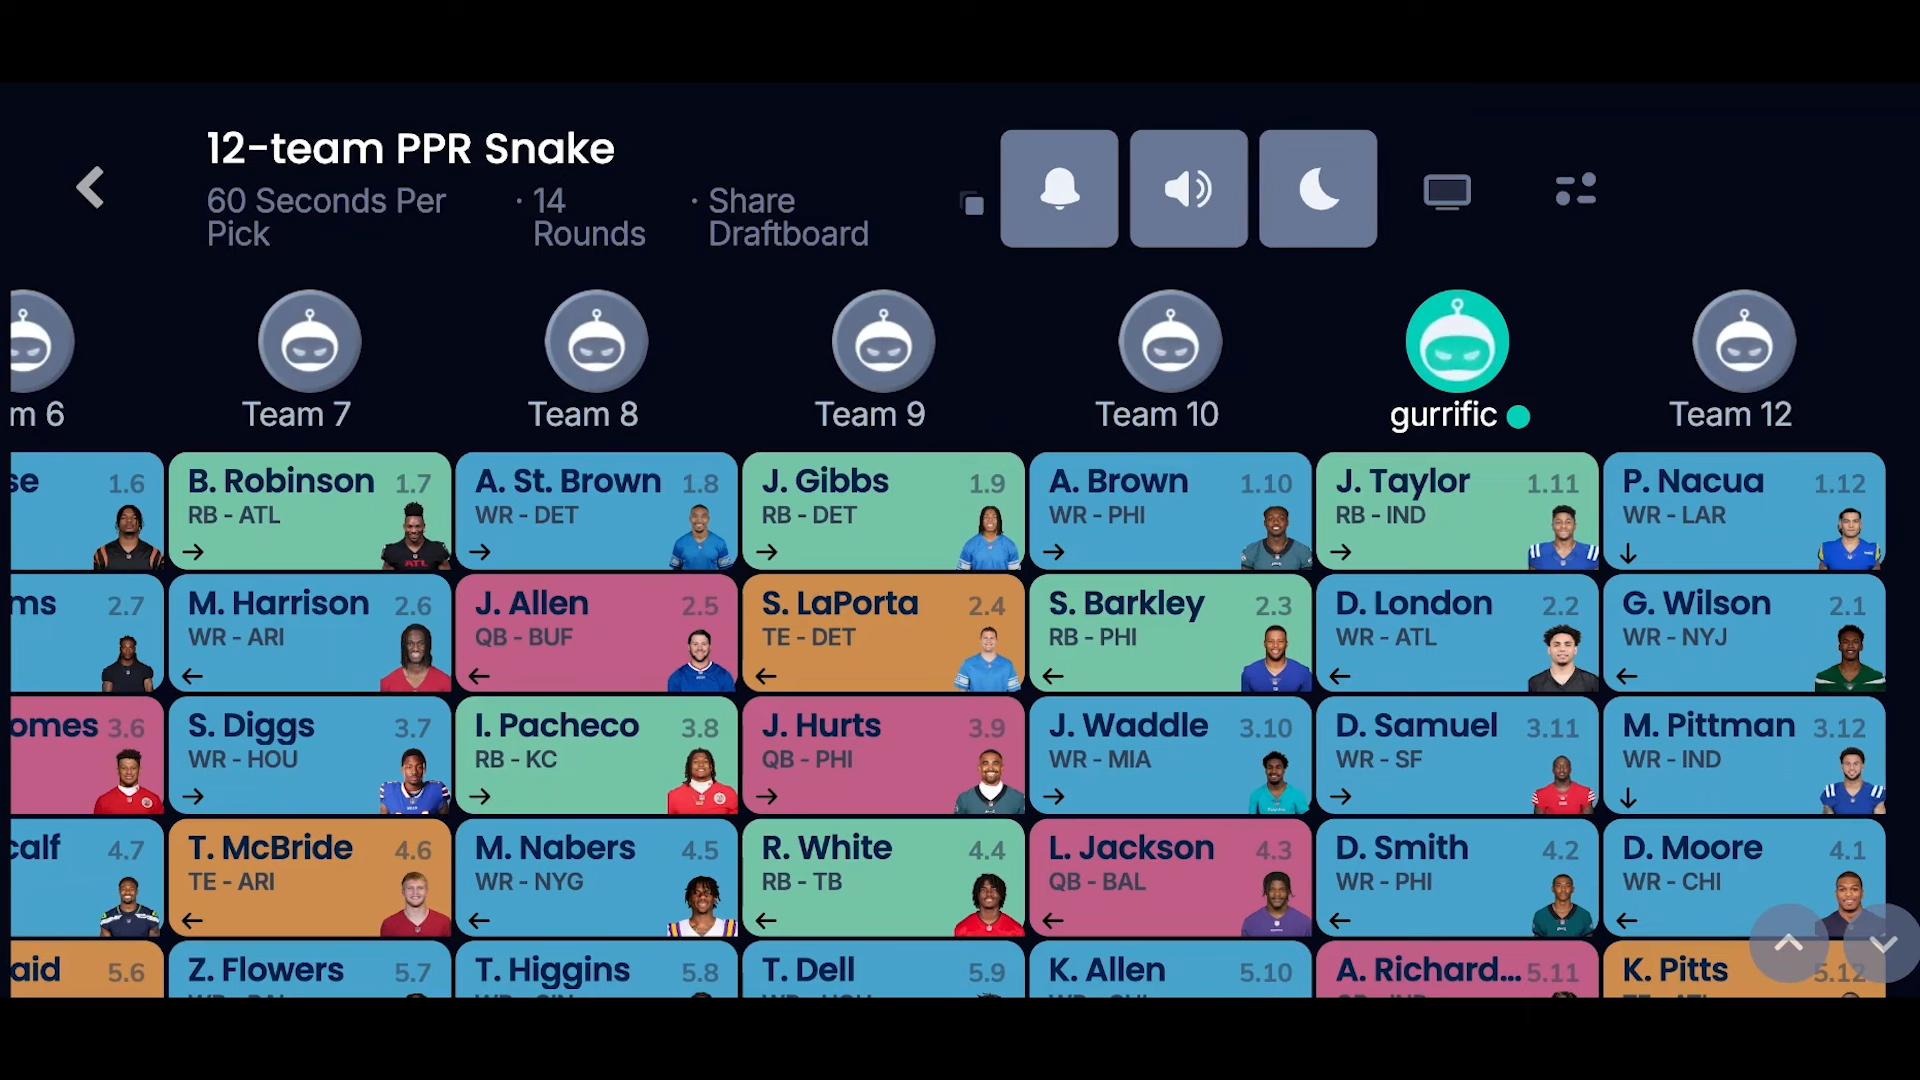 12-team PPR Snake
60 Seconds Per Pick · 14 Rounds · Share Draftboard
m 6 Team 7 Team 8 Team 9 Team 10 gurrific Team 12
se 1.6 B. Robinson 1.7 A. St. Brown 1.8 J. Gibbs 1.9 A. Brown 1.10 J. Taylor 1.11 P. Nacua 1.12
RB - ATL WR - DET RB - DET WR - PHI RB - IND WR - LAR
ms 2.7 M. Harrison 2.6 J. Allen 2.5 S. LaPorta 2.4 S. Barkley 2.3 D. London 2.2 G. Wilson 2.1
WR - ARI QB - BUF TE - DET RB - PHI WR - ATL WR - NYJ
omes 3.6 S. Diggs 3.7 I. Pacheco 3.8 J. Hurts 3.9 J. Waddle 3.10 D. Samuel 3.11 M. Pittman 3.12
WR - HOU RB - KC QB - PHI WR - MIA WR - SF WR - IND
calf 4.7 T. McBride 4.6 M. Nabers 4.5 R. White 4.4 L. Jackson 4.3 D. Smith 4.2 D. Moore 4.1
TE - ARI WR - NYG RB - TB QB - BAL WR - PHI WR - CHI
aid 5.6 Z. Flowers 5.7 T. Higgins 5.8 T. Dell 5.9 K. Allen 5.10 A. Richard... 5.11 K. Pitts 5.12